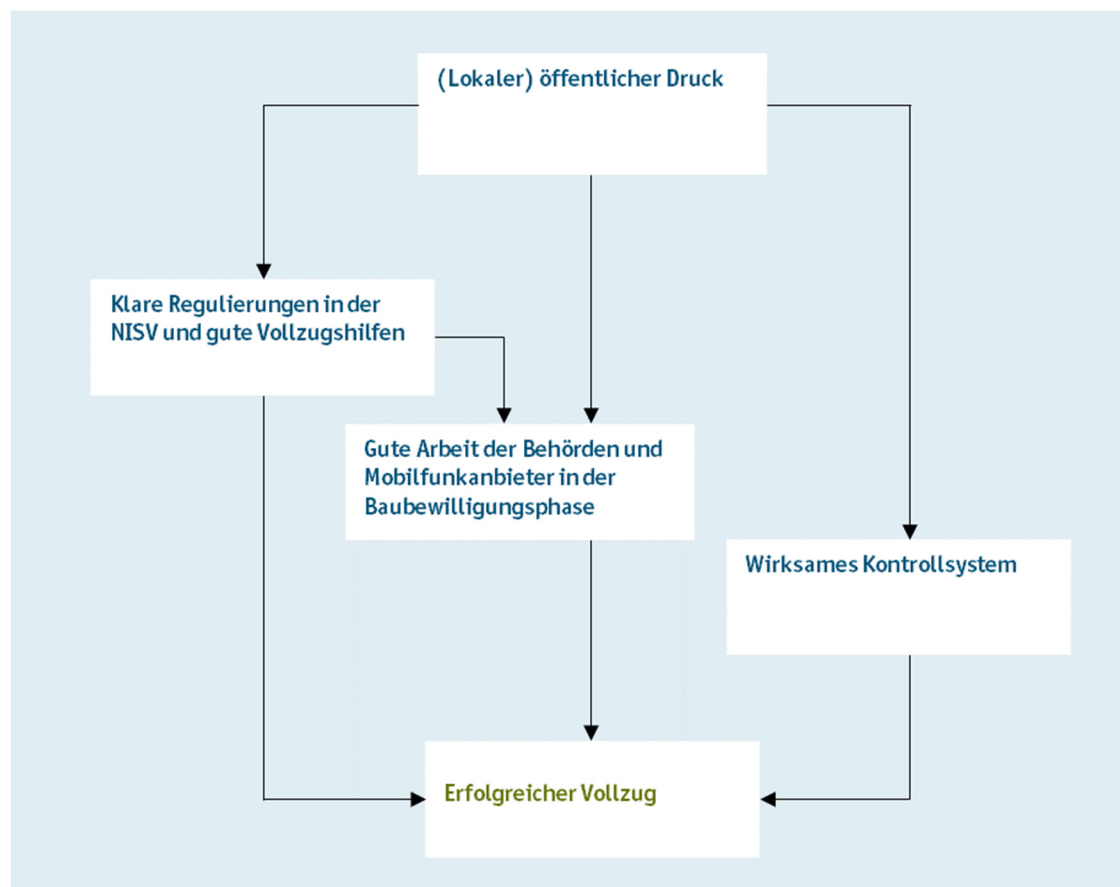 (Lokaler) öffentlicher Druck
Klare Regulierungen in der
NISV und gute Vollzugshilfen
Gute Arbeit der Behörden und
Mobilfunkanbieter in der
Baubewilligungsphase
Wirksames Kontrollsystem
Erfolgreicher Vollzug